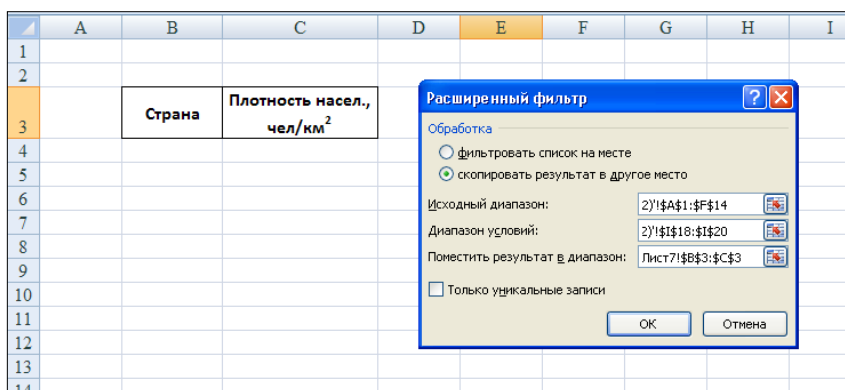 A B C D E F G H I
1
2
3
Страна
Плотность насел., чел/км²
4
5
6
7
8
9
10
11
12
13
14
Расширенный фильтр
Обработка
фильтровать список на месте
скопировать результат в другое место
Исходный диапазон: 2)'!$A$1:$F$14
Диапазон условий: 2)'!$I$18:$I$20
Поместить результат в диапазон: Лист7!$B$3:$C$3
Только уникальные записи
ОК Отмена